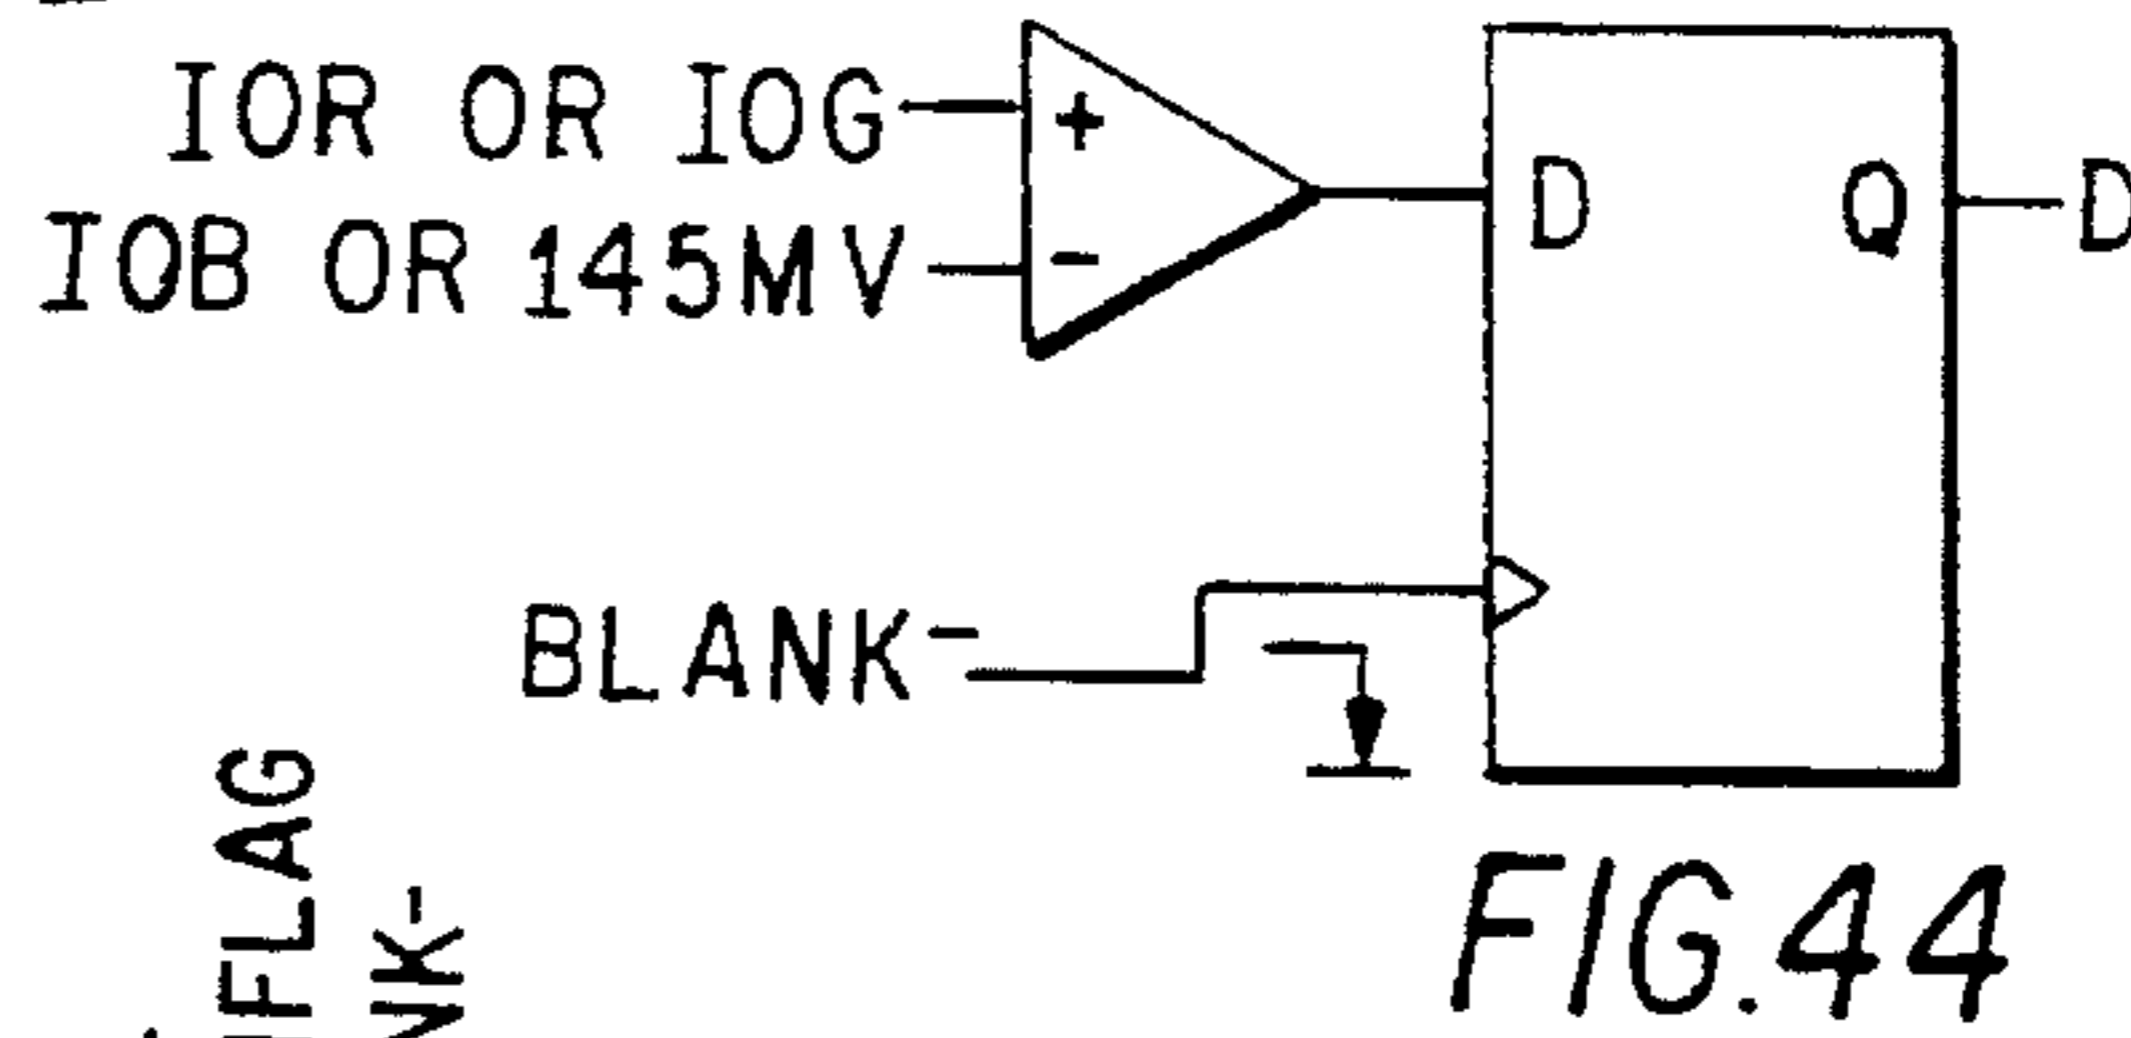 IOR OR IOG
+
IOB OR 145MV
-
D
Q
D
BLANK-
FIG.44